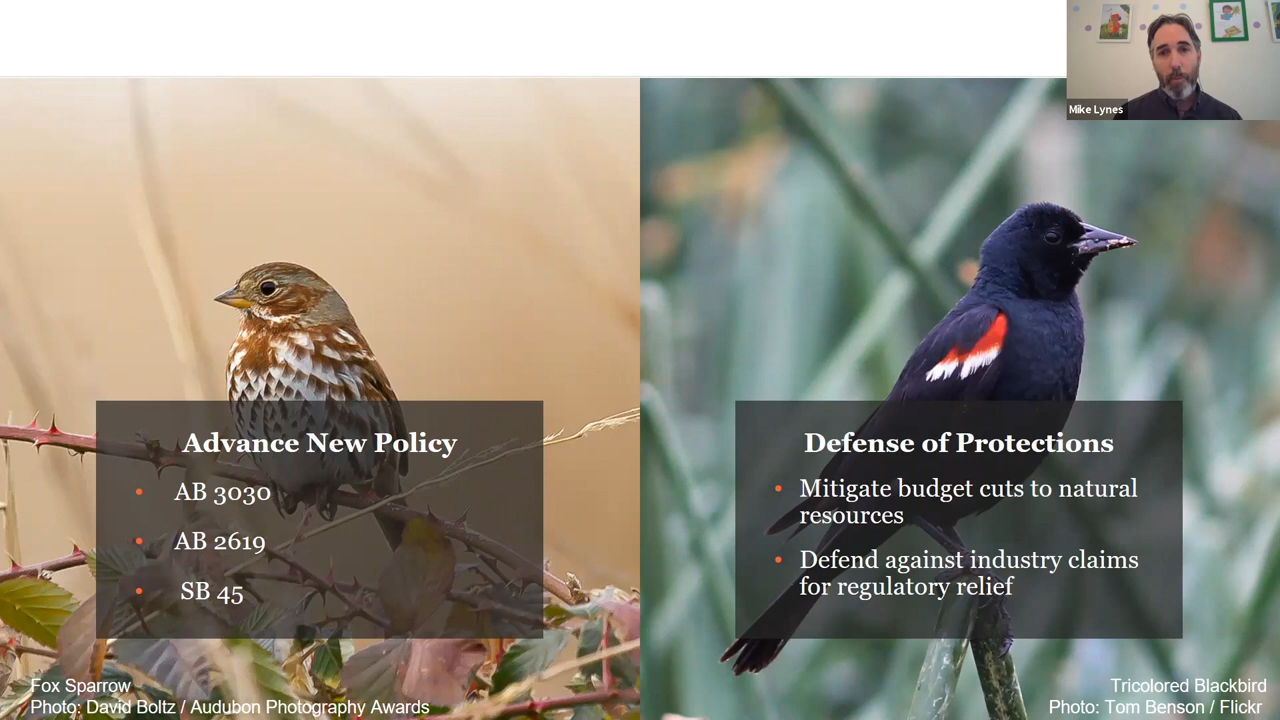 Mike Lynes
Advance New Policy
• AB 3030
• AB 2619
• SB 45
Fox Sparrow
Photo: David Boltz / Audubon Photography Awards
Defense of Protections
• Mitigate budget cuts to natural
resources
• Defend against industry claims
for regulatory relief
Tricolored Blackbird
Photo: Tom Benson / Flickr